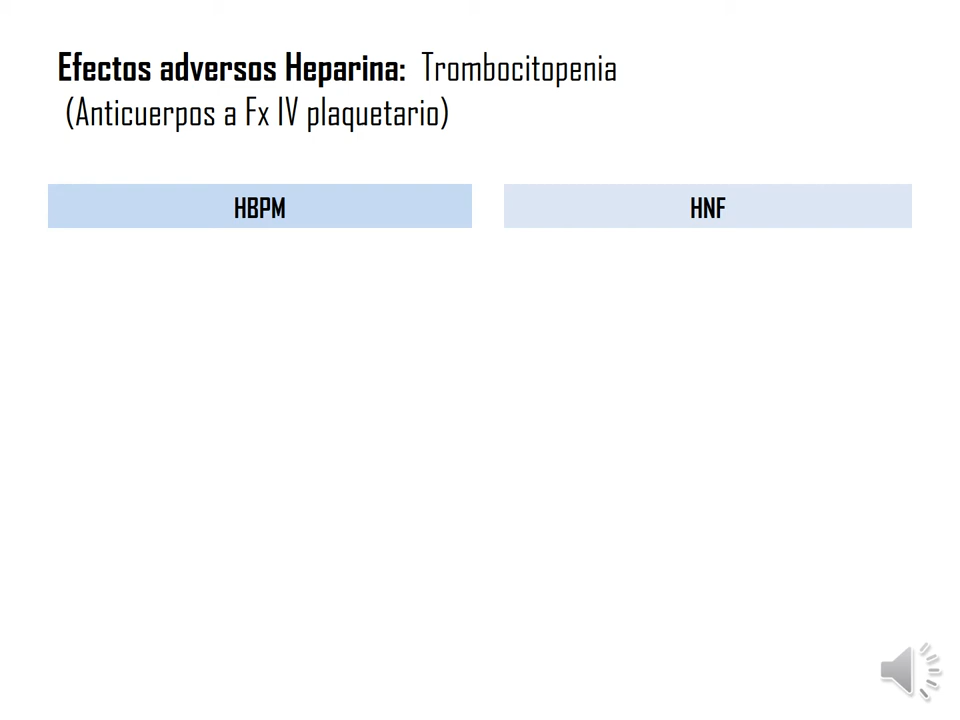 Efectos adversos Heparina: Trombocitopenia
(Anticuerpos a Fx IV plaquetario)
HBPM
HNF